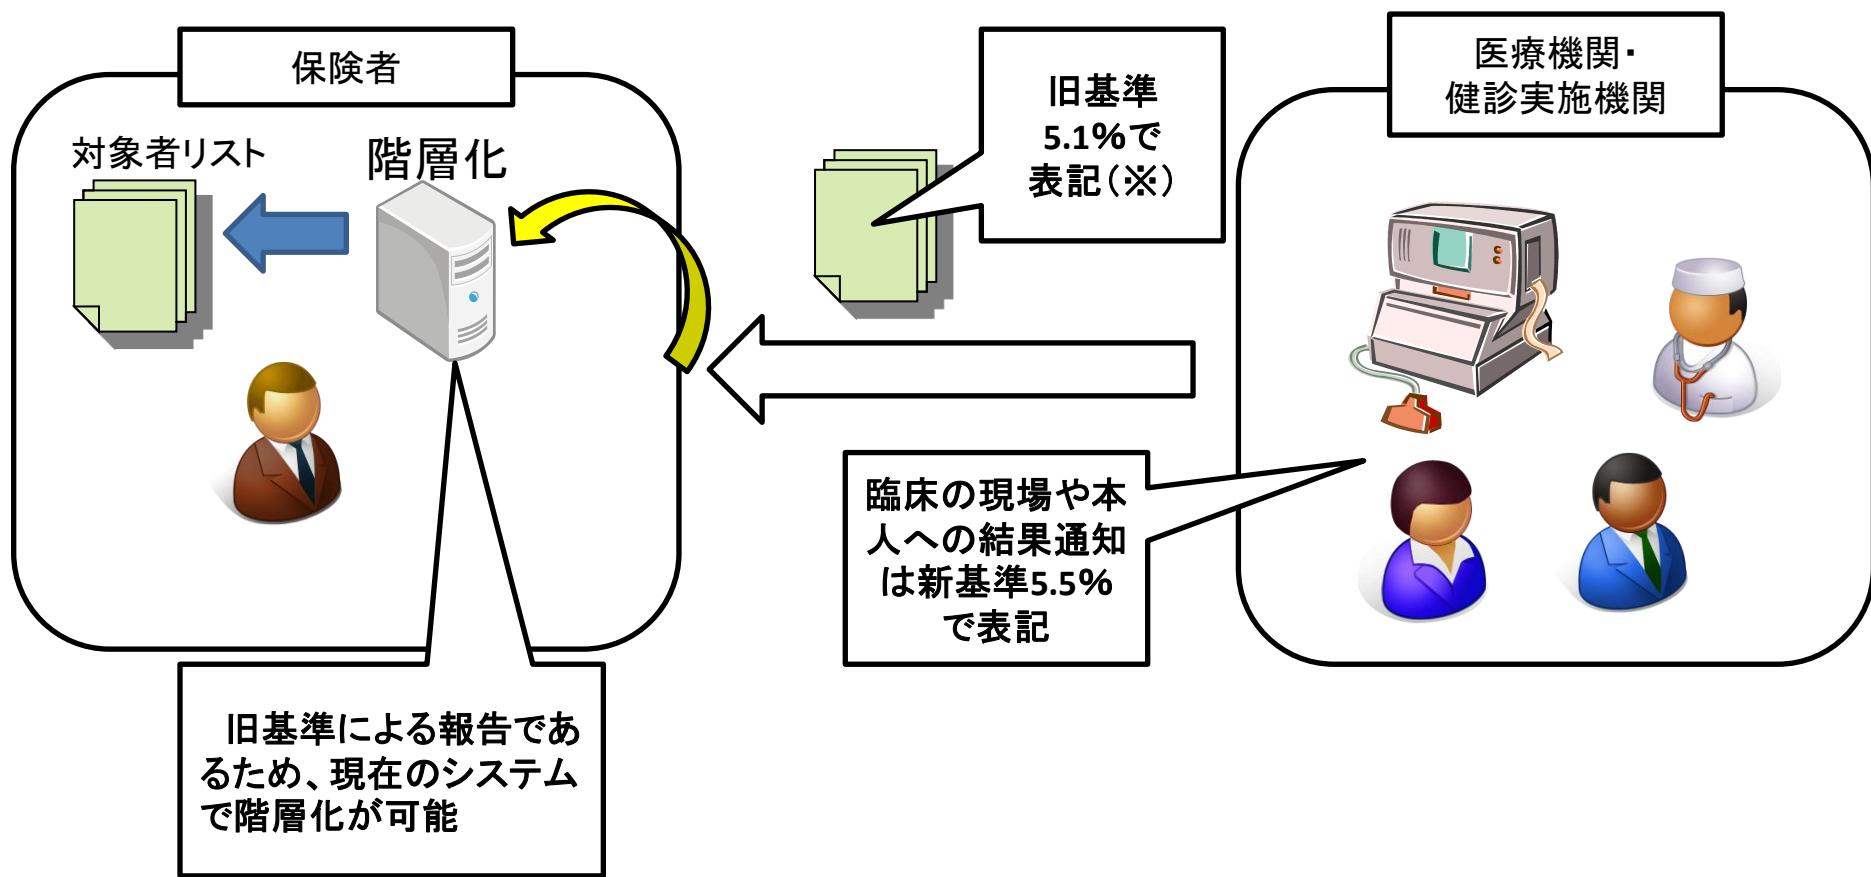 保険者
対象者リスト
階層化
旧基準
5.1%で
表記(※)
医療機関・
健診実施機関
臨床の現場や本
人への結果通知
は新基準5.5%
で表記
旧基準による報告であ
るため、現在のシステム
で階層化が可能